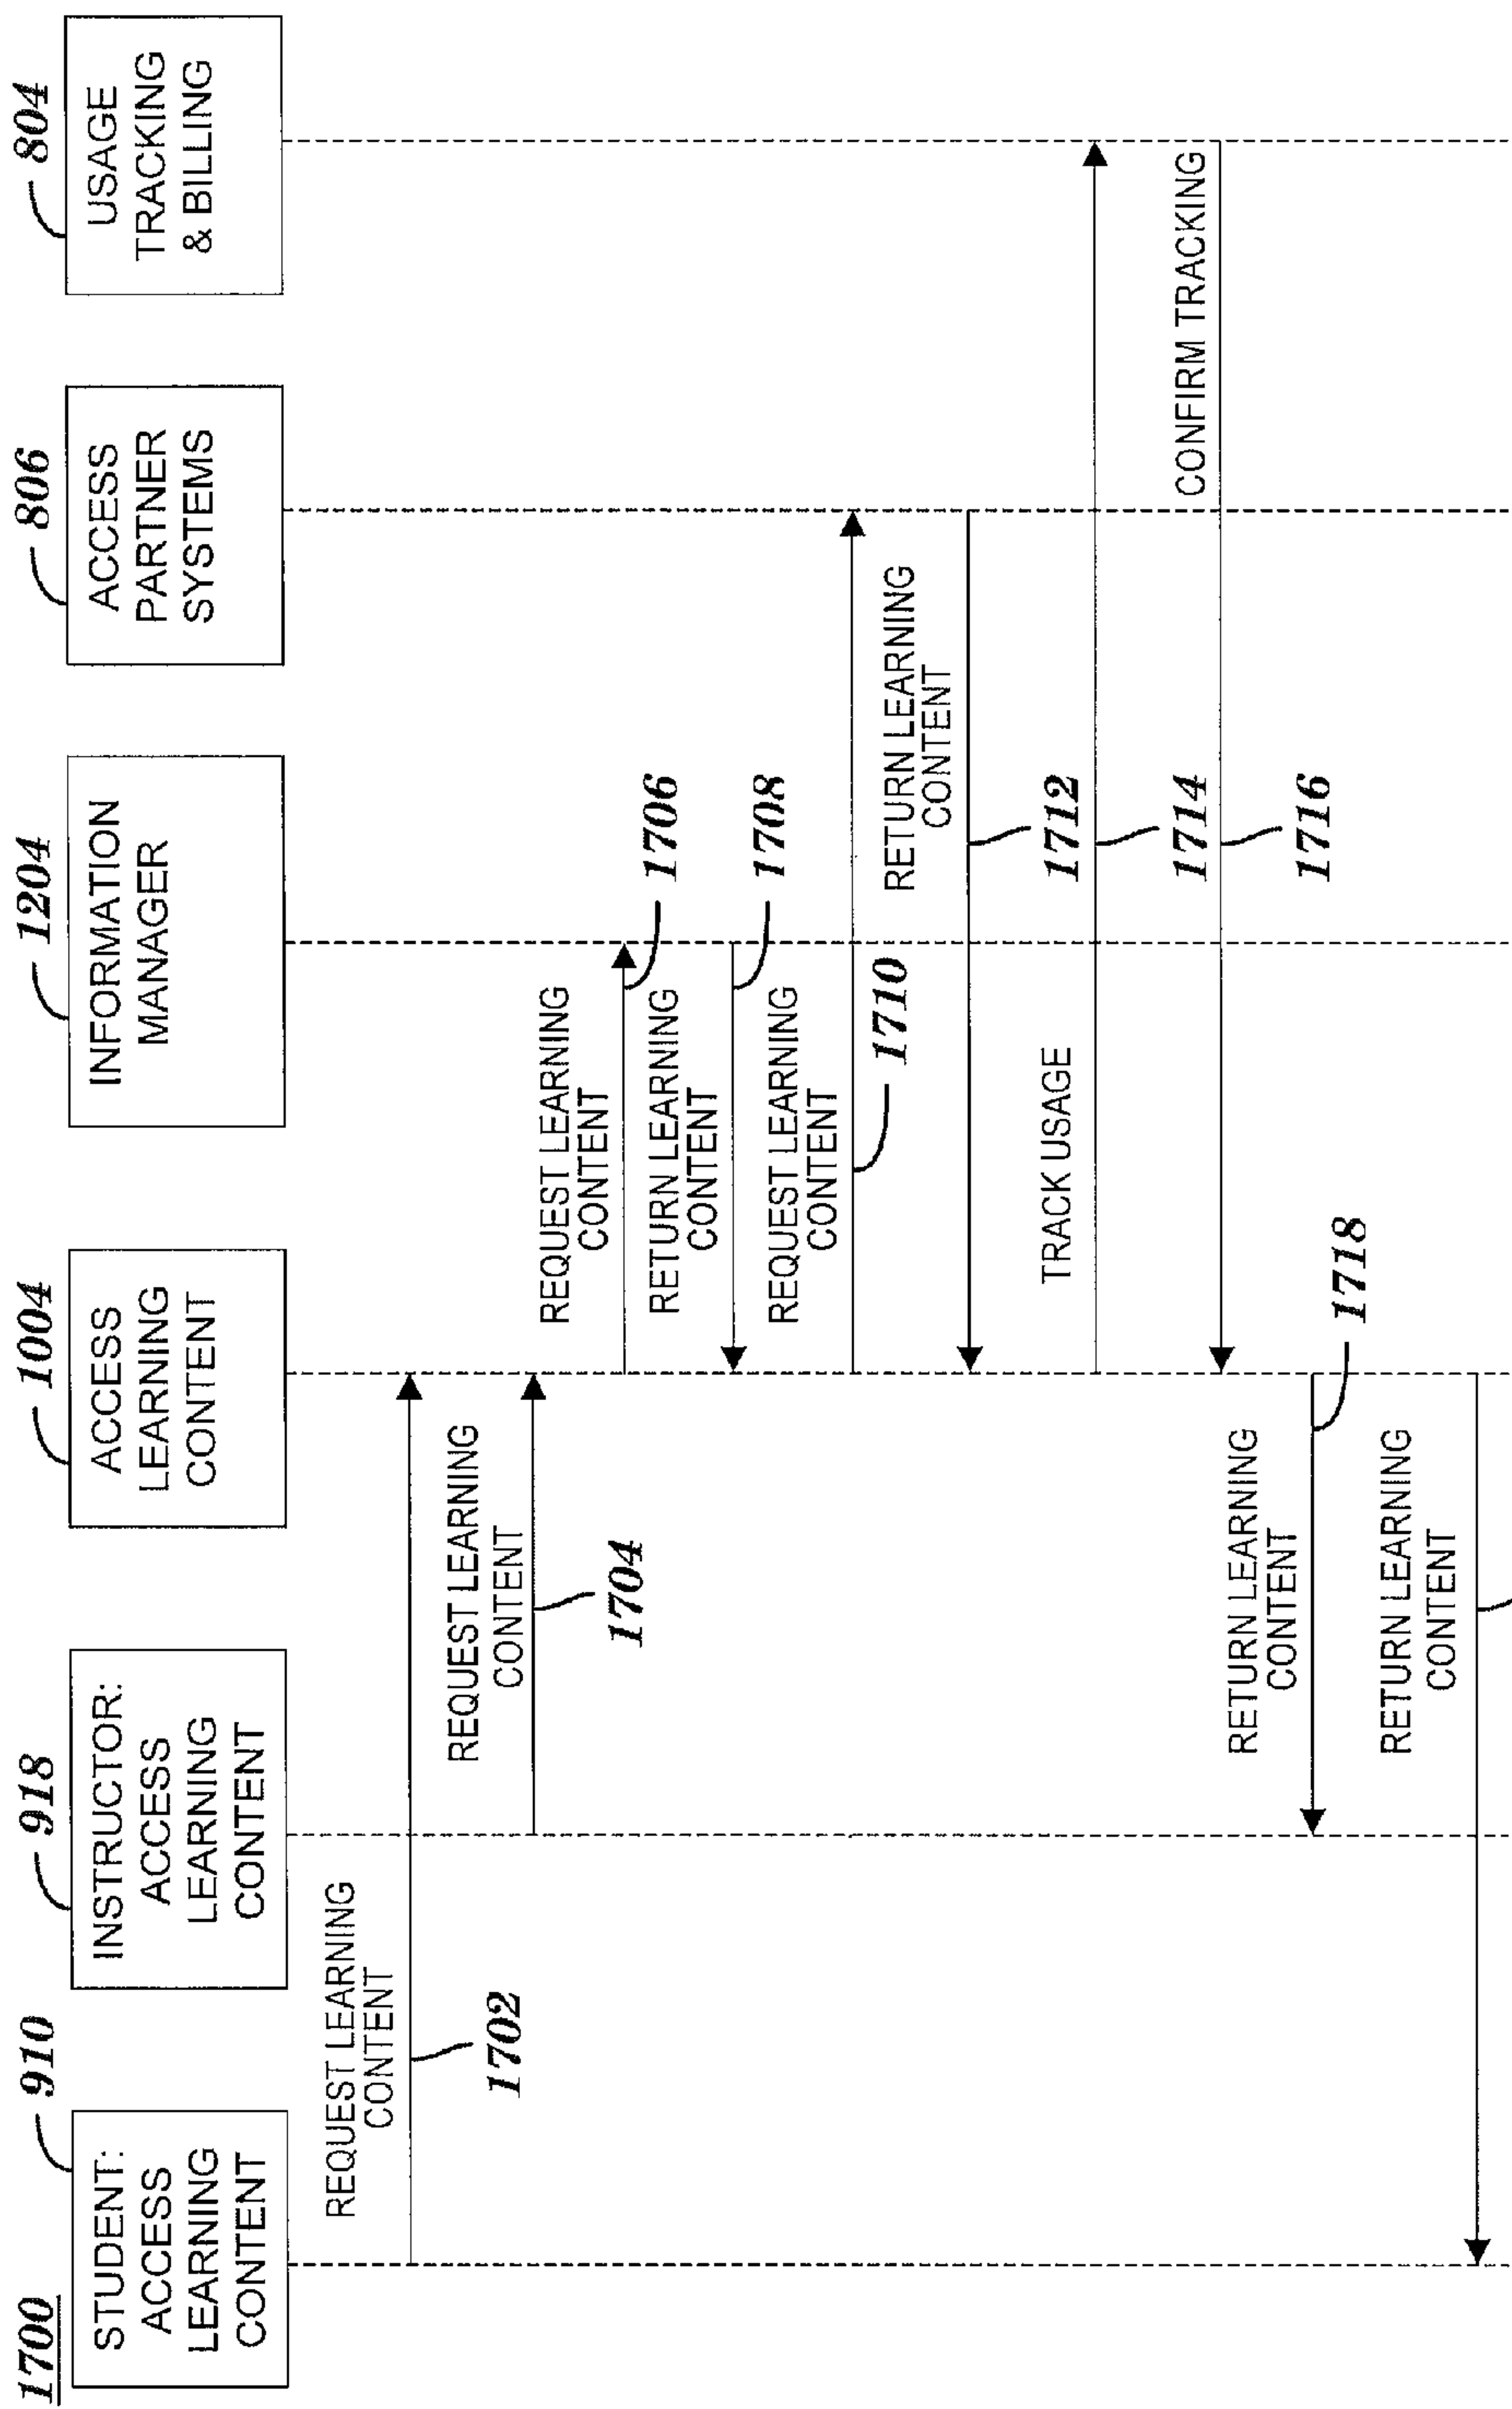 1700
910
918
1004
1204
806
804
STUDENT:
ACCESS
LEARNING
CONTENT
INSTRUCTOR:
ACCESS
LEARNING
CONTENT
ACCESS
LEARNING
CONTENT
INFORMATION
MANAGER
ACCESS
PARTNER
SYSTEMS
USAGE
TRACKING
& BILLING
REQUEST LEARNING
CONTENT
1702
REQUEST LEARNING
CONTENT
1704
REQUEST LEARNING
CONTENT
1706
RETURN LEARNING
CONTENT
1708
REQUEST LEARNING
CONTENT
1710
RETURN LEARNING
CONTENT
1712
TRACK USAGE
1714
CONFIRM TRACKING
1716
RETURN LEARNING
CONTENT
1718
RETURN LEARNING
CONTENT